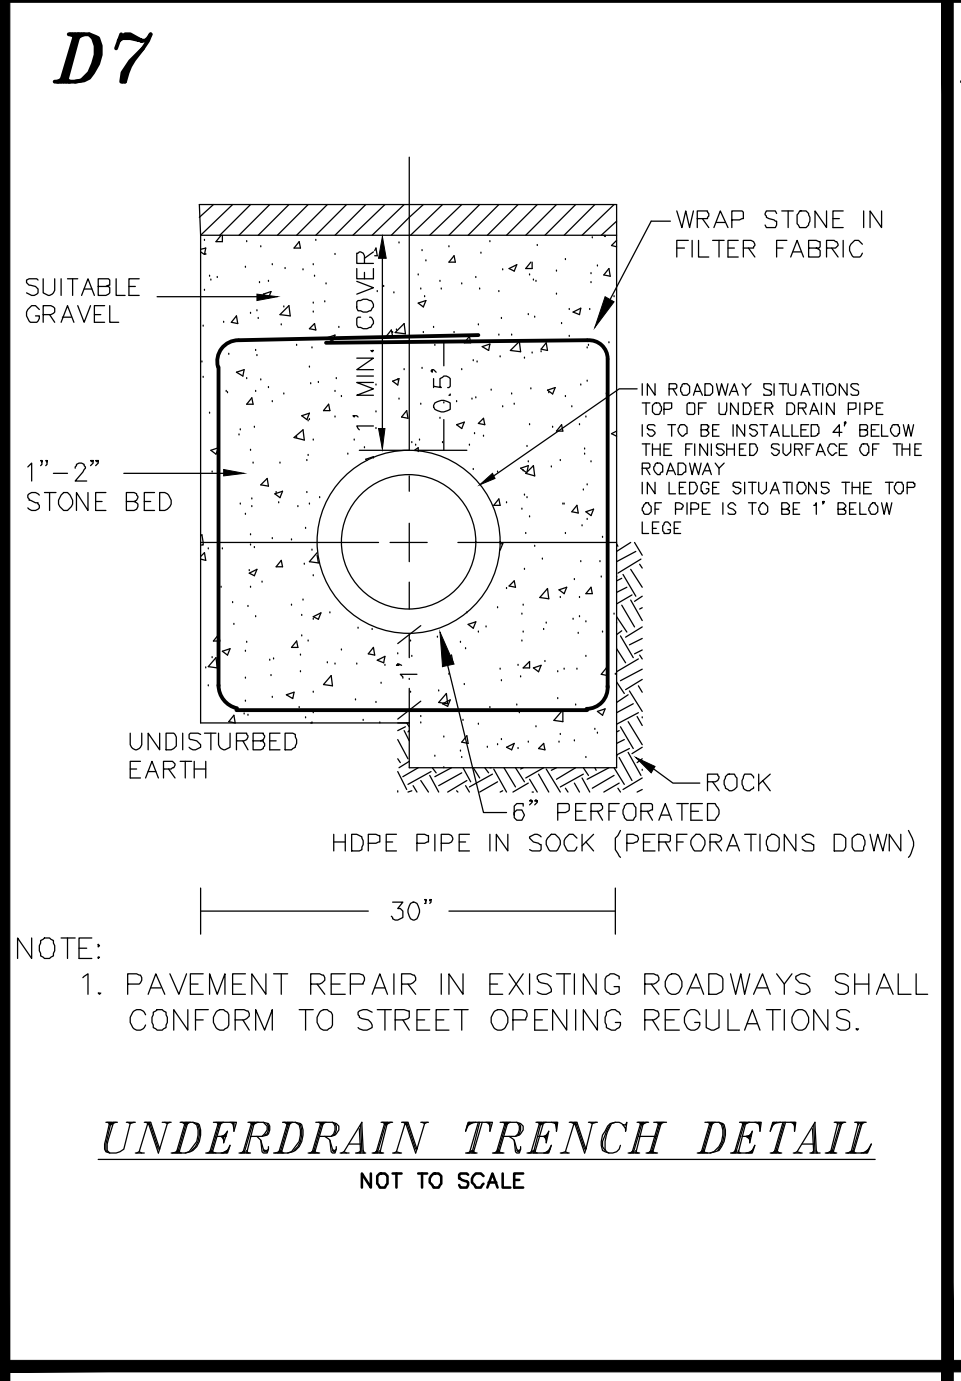 D7
WRAP STONE IN
FILTER FABRIC
SUITABLE
GRAVEL
1' MIN. COVER
0.5'
IN ROADWAY SITUATIONS
TOP OF UNDER DRAIN PIPE
IS TO BE INSTALLED 4' BELOW
THE FINISHED SURFACE OF THE
ROADWAY
IN LEDGE SITUATIONS THE TOP
OF PIPE IS TO BE 1' BELOW
LEGE
1"-2"
STONE BED
1'
UNDISTURBED
EARTH
ROCK
6" PERFORATED
HDPE PIPE IN SOCK (PERFORATIONS DOWN)
30"
NOTE:
1. PAVEMENT REPAIR IN EXISTING ROADWAYS SHALL
CONFORM TO STREET OPENING REGULATIONS.
UNDERDRAIN TRENCH DETAIL
NOT TO SCALE